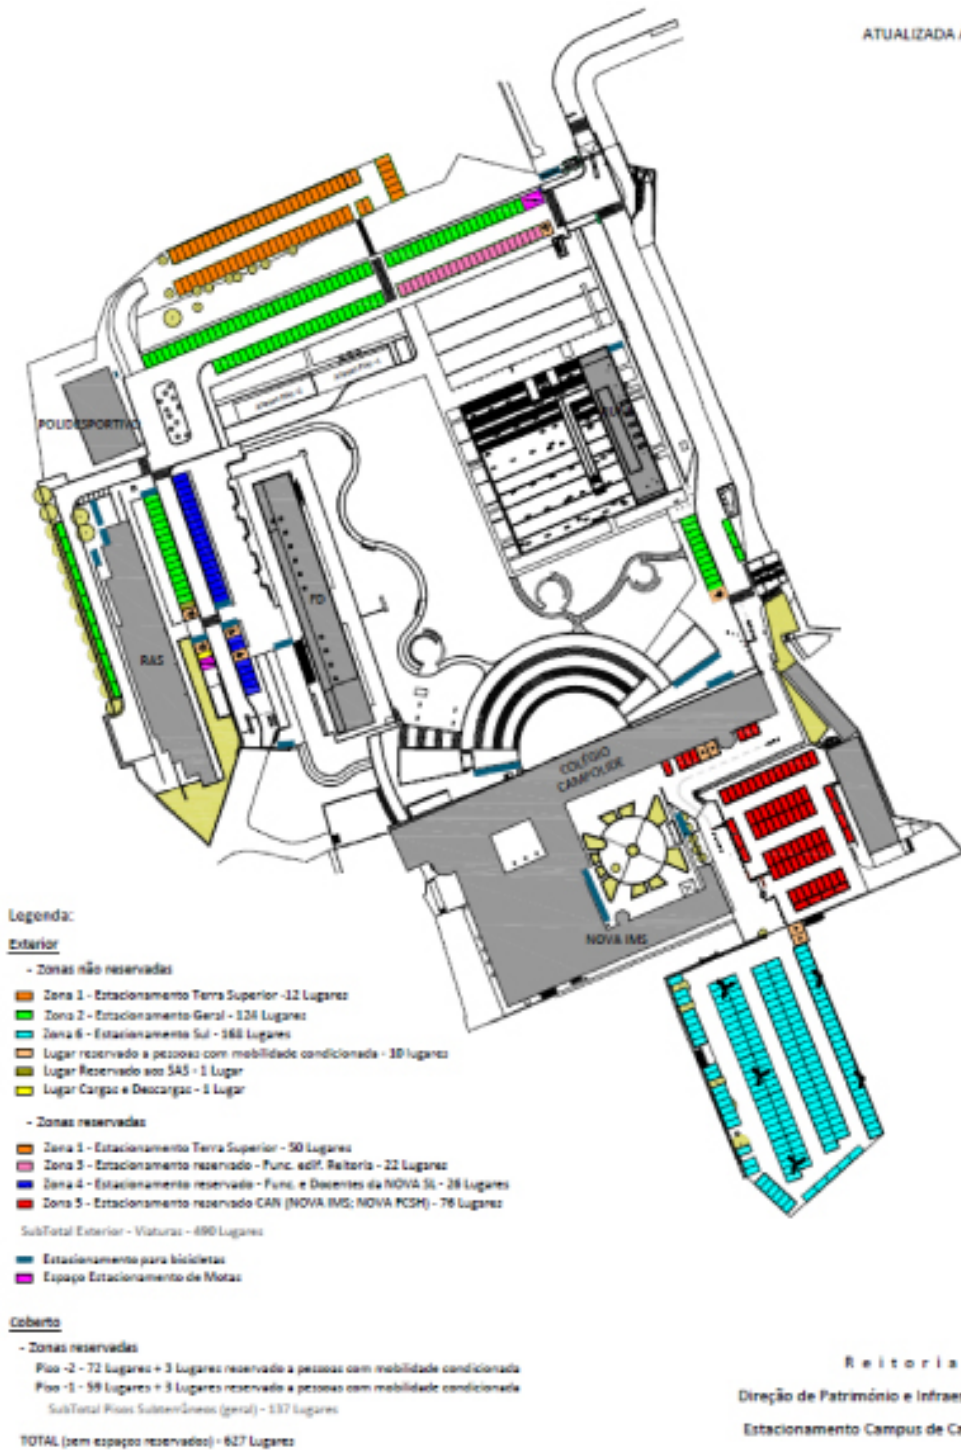 ATUALIZADA
POLIDESPORTIVO
FD
RAS
COLÉGIO
CAMPOLIDE
NOVA IMS
Legenda:
Exterior
- Zonas não reservadas
Zona 1 - Estacionamento Terra Superior -12 Lugares
Zona 2 - Estacionamento Geral - 124 Lugares
Zona 6 - Estacionamento Sul - 168 Lugares
Lugar reservado a pessoas com mobilidade condicionada - 10 lugares
Lugar Reservado aos SAS - 1 Lugar
Lugar Cargas e Descargas - 1 Lugar
- Zonas reservadas
Zona 1 - Estacionamento Terra Superior - 50 Lugares
Zona 3 - Estacionamento reservado - Func. edif. Reitoria - 22 Lugares
Zona 4 - Estacionamento reservado - Func. e Docentes da NOVA SL - 26 Lugares
Zona 5 - Estacionamento reservado CAN (NOVA IMS; NOVA FCSH) - 76 Lugares
SubTotal Exterior - Viaturas - 490 Lugares
Estacionamento para bicicletas
Espaço Estacionamento de Motas
Coberto
- Zonas reservadas
Piso -2 - 72 Lugares + 3 Lugares reservado a pessoas com mobilidade condicionada
Piso -1 - 59 Lugares + 3 Lugares reservado a pessoas com mobilidade condicionada
SubTotal Pisos Subterrâneos (geral) - 137 Lugares
TOTAL (sem espaços reservados) - 627 Lugares
Reitoria
Direção de Património e Infraes
Estacionamento Campus de Ca